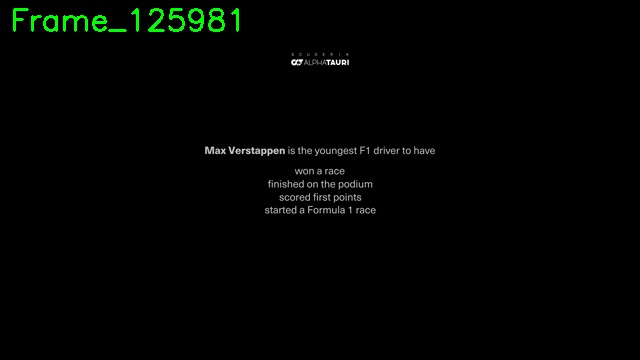 Frame_125981
SCUDERIA
ALPHATAURI
Max Verstappen is the youngest F1 driver to have
won a race
finished on the podium
scored first points
started a Formula 1 race